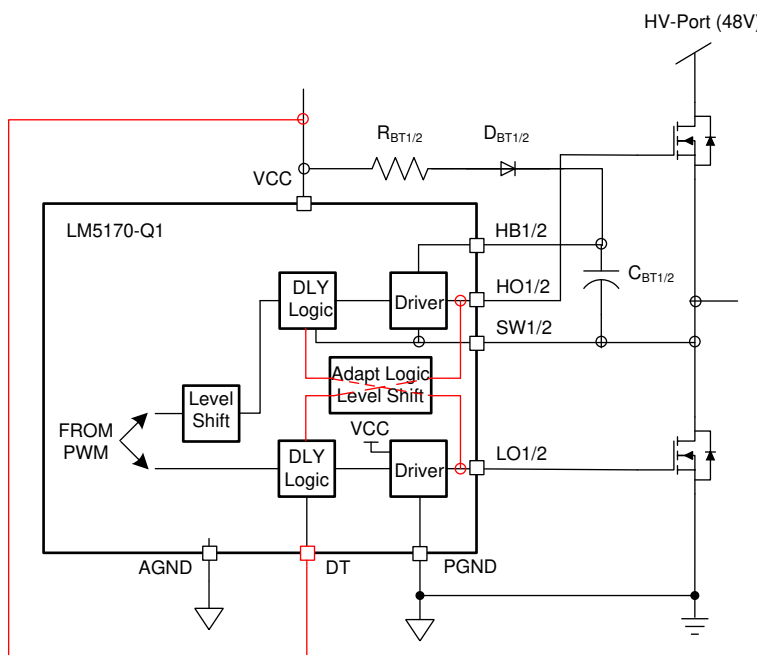 HV-Port (48V)
RBT1/2
DBT1/2
VCC
LM5170-Q1
HB1/2
CBT1/2
DLY
Logic
Driver
HO1/2
SW1/2
Adapt Logic
Level Shift
Level
Shift
FROM
PWM
VCC
DLY
Logic
Driver
LO1/2
AGND
DT
PGND